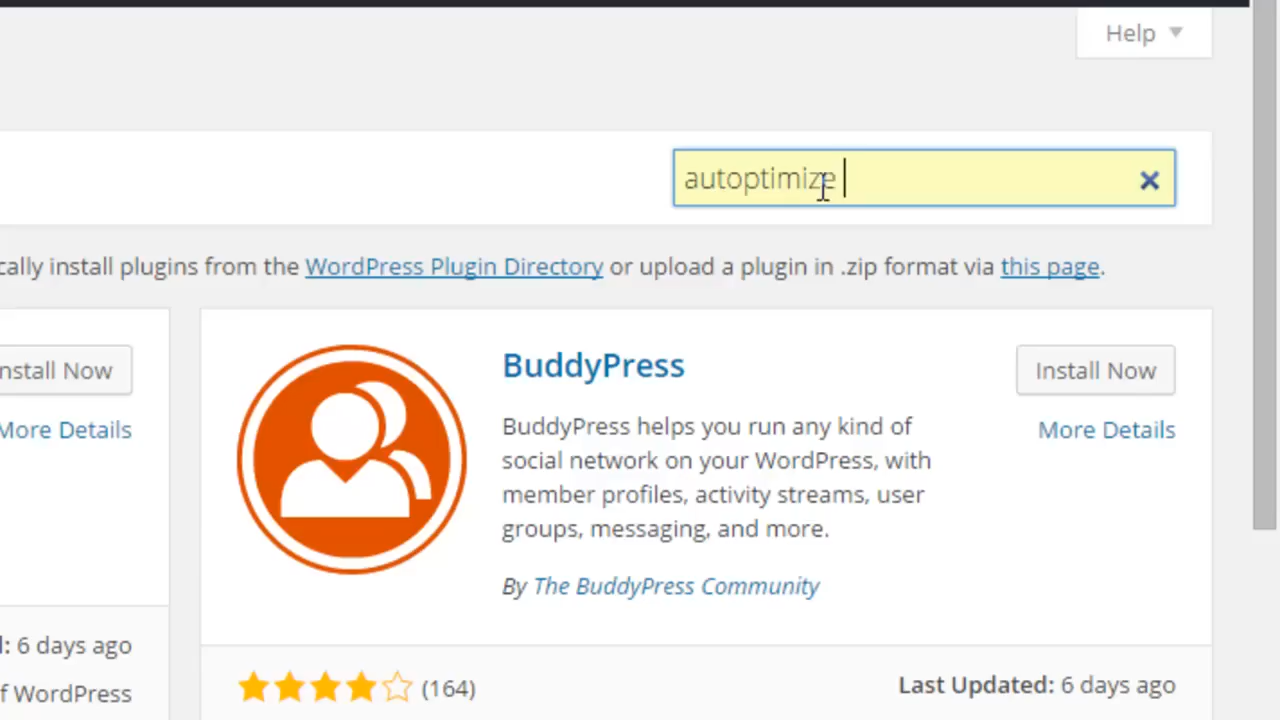 Help
autoptimize
cally install plugins from the WordPress Plugin Directory or upload a plugin in .zip format via this page.
nstall Now
More Details
BuddyPress
Install Now
More Details
BuddyPress helps you run any kind of
social network on your WordPress, with
member profiles, activity streams, user
groups, messaging, and more.
By The BuddyPress Community
d: 6 days ago
f WordPress
(164)
Last Updated: 6 days ago